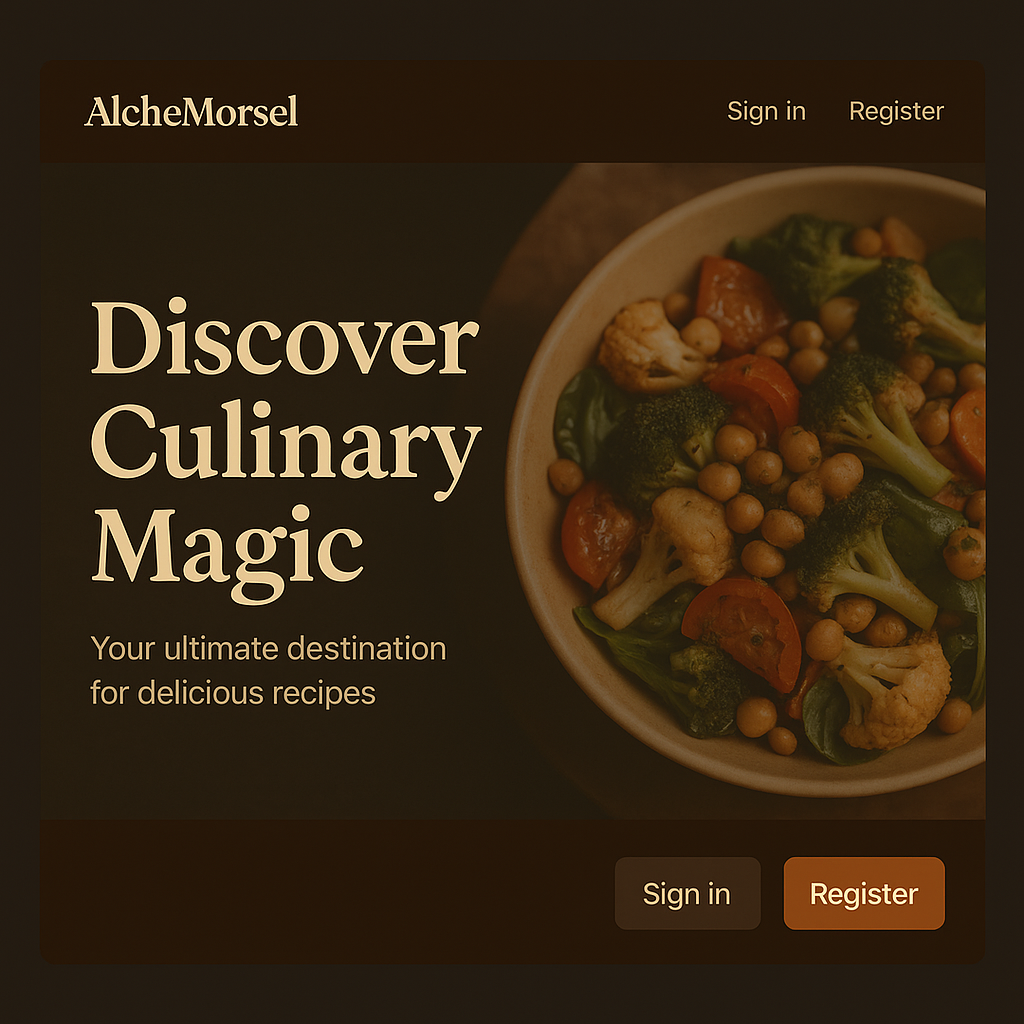 AlcheMorsel
Sign in
Register
Discover
Culinary
Magic
Your ultimate destination
for delicious recipes
Sign in
Register